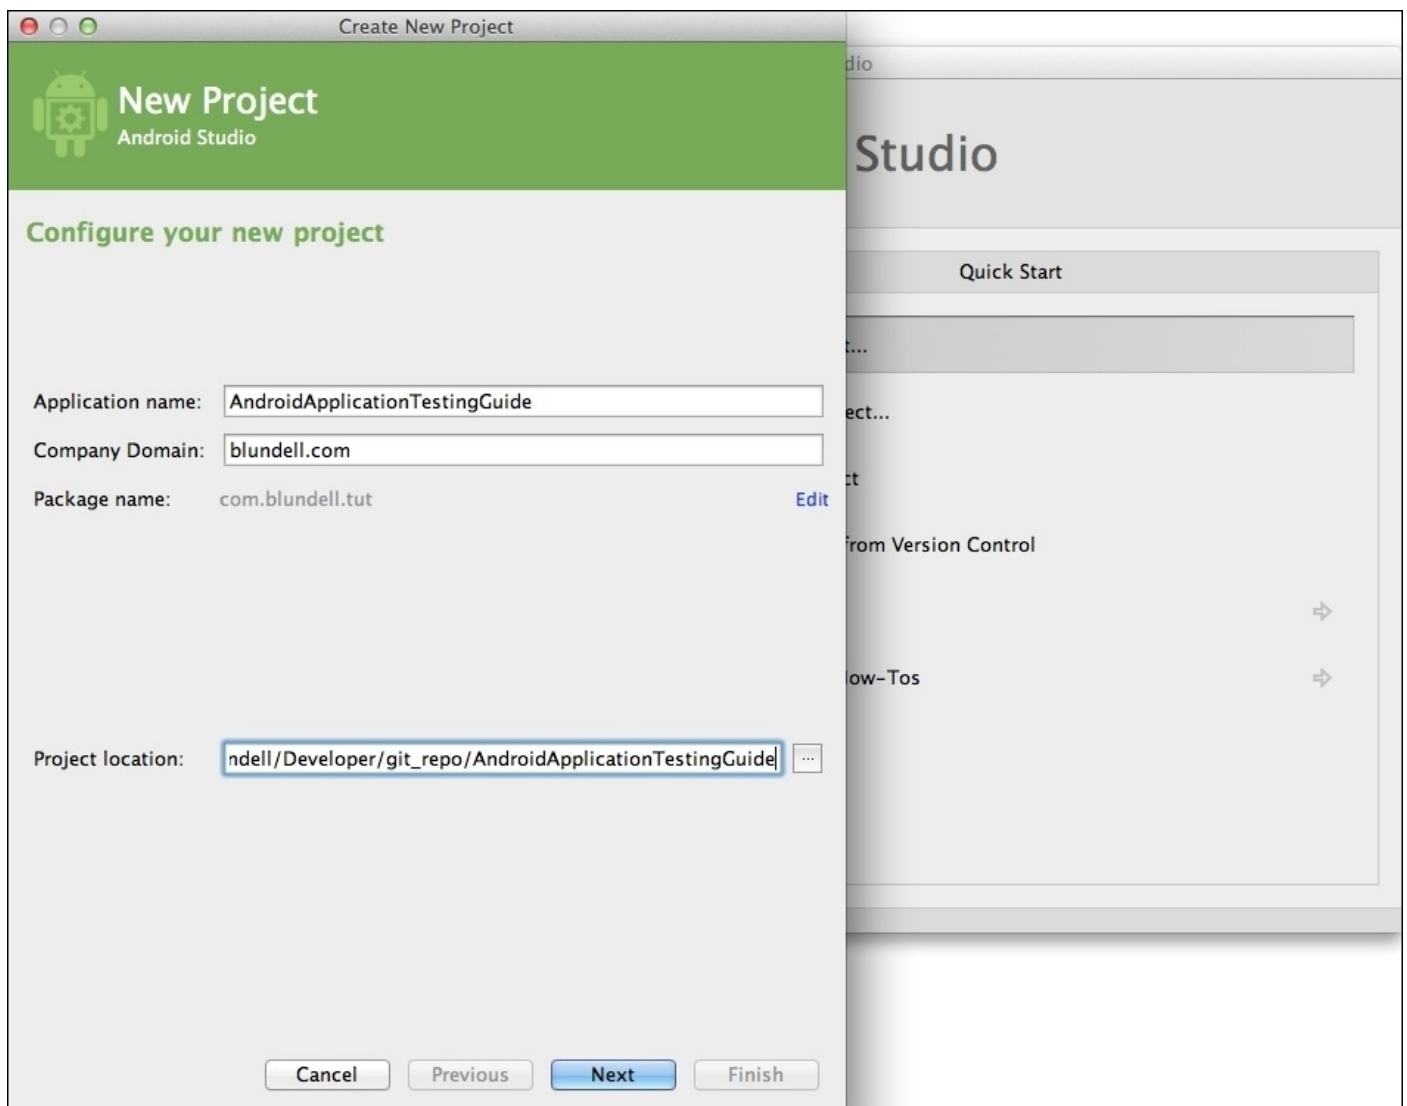 Create New Project
New Project
Android Studio
Configure your new project
Application name: AndroidApplicationTestingGuide
Company Domain: blundell.com
Package name: com.blundell.tut Edit
Project location: ndell/Developer/git_repo/AndroidApplicationTestingGuide ...
Cancel Previous Next Finish
dio
Studio
Quick Start
t...
ect...
ct
from Version Control
low-Tos